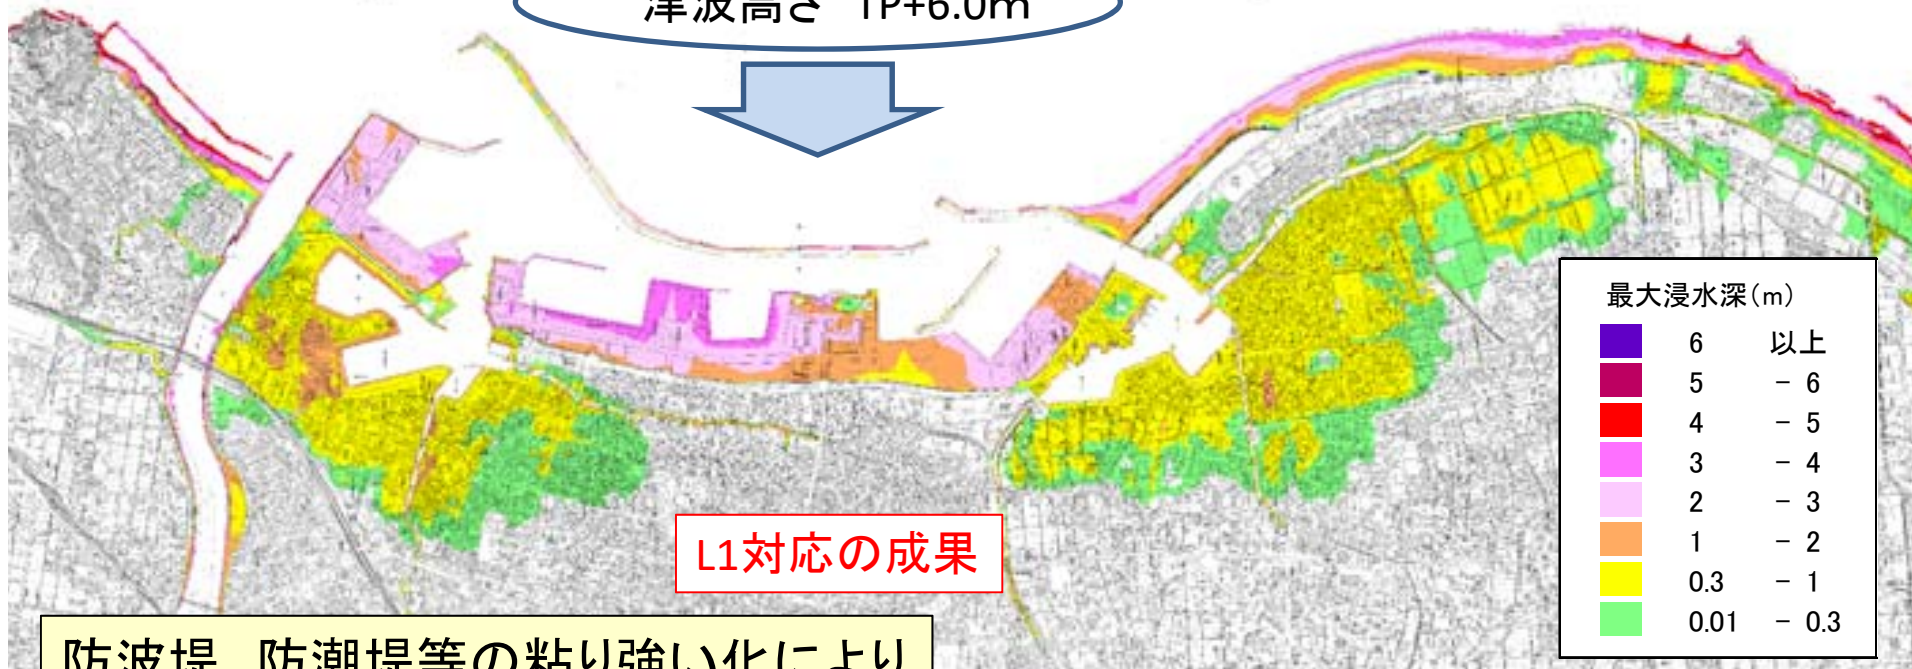 津波高さ TP+6.0m
最大浸水深(m)
6 以上
5 - 6
4 - 5
3 - 4
2 - 3
1 - 2
0.3 - 1
0.01 - 0.3
L1対応の成果
防波堤、防潮堤等の粘り強い化により